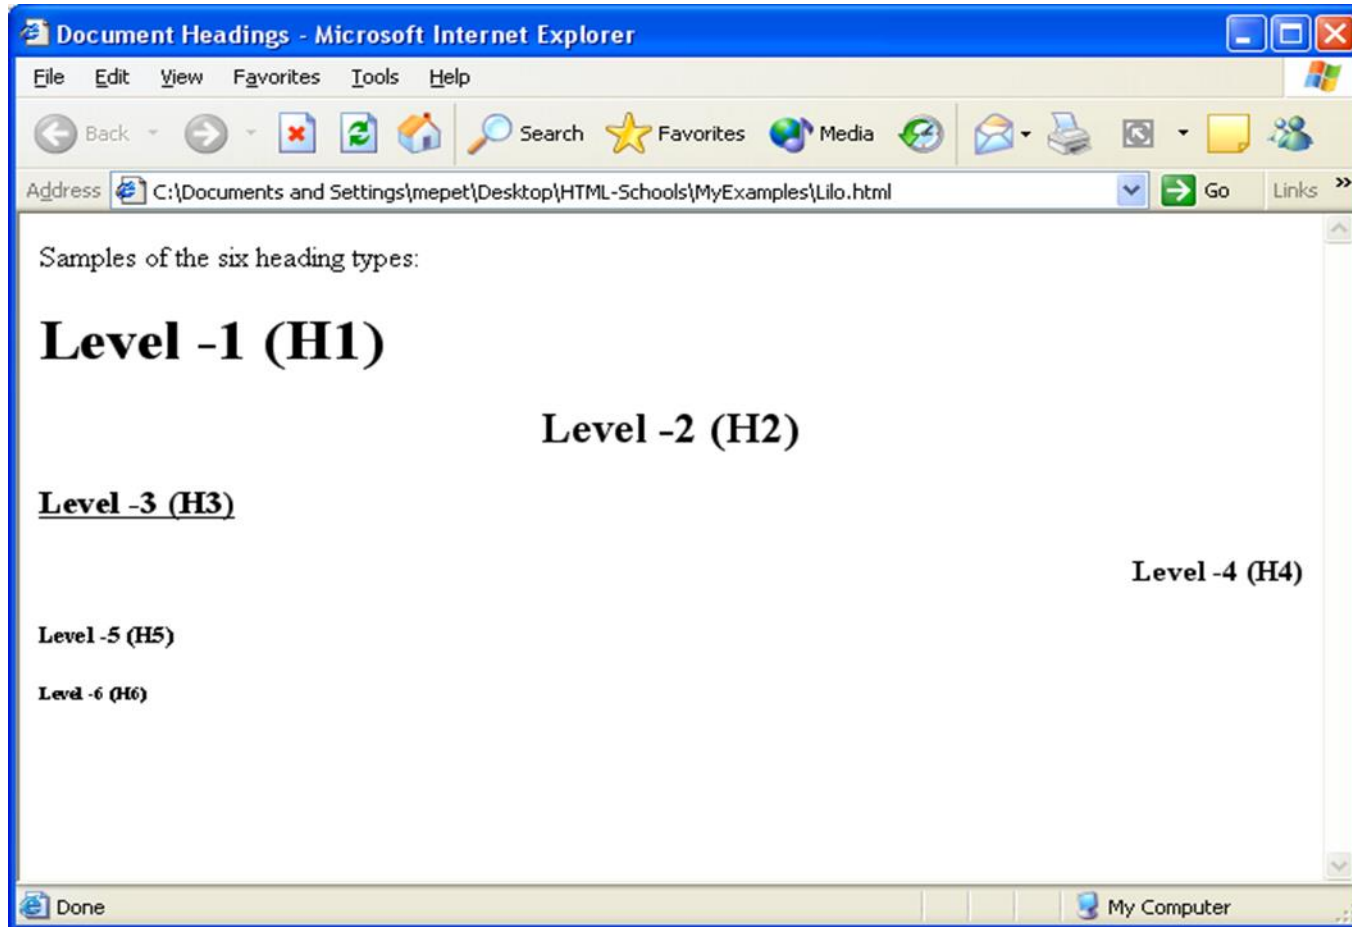 Document Headings - Microsoft Internet Explorer
File Edit View Favorites Tools Help
Back Search Favorites Media
Address C:\Documents and Settings\mepet\Desktop\HTML-Schools\MyExamples\Lilo.html Go Links »
Samples of the six heading types:
Level -1 (H1)
Level -2 (H2)
Level -3 (H3)
Level -4 (H4)
Level -5 (H5)
Level -6 (H6)
Done My Computer